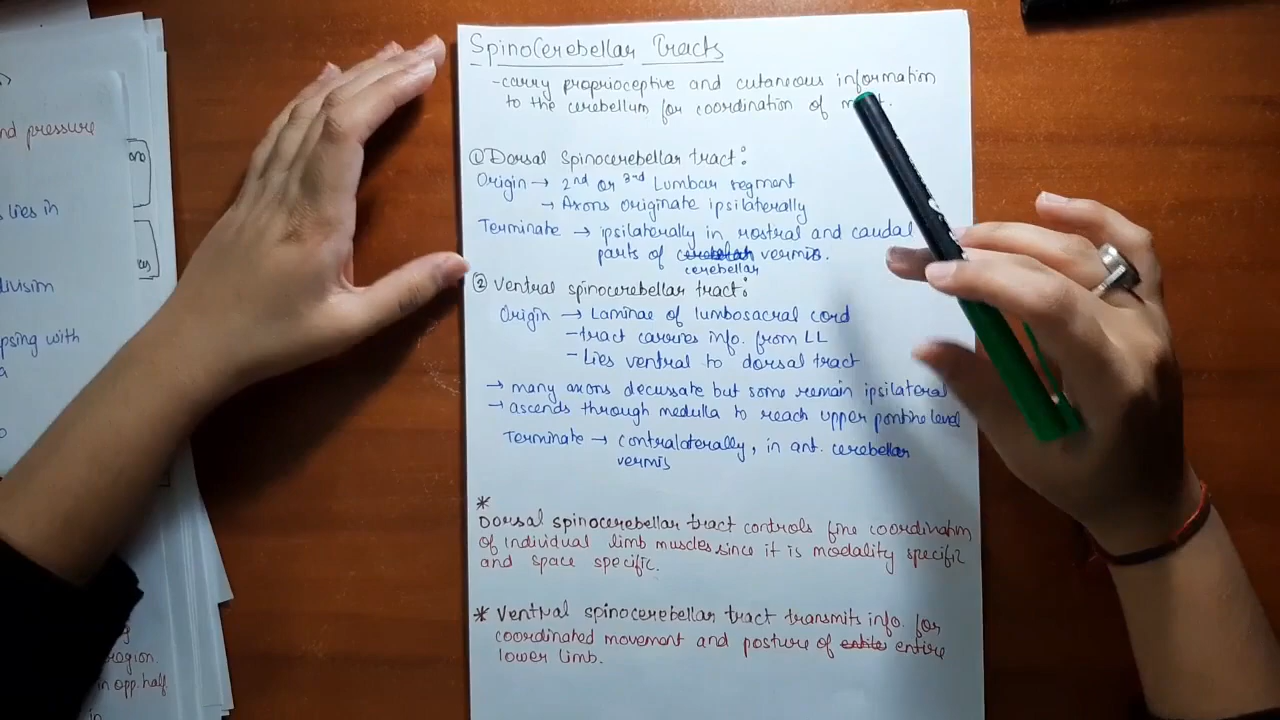 Spinocerebellar Tracts
-carry proprioceptive and cutaneous information
to the cerebellum for coordination of
① Dorsal spinocerebellar tract:
Origin → 2nd or 3rd Lumbar segment
→ Axons originate ipsilaterally
Terminate → ipsilaterally in rostral and caudal
parts of vermis.
cerebellar
② Ventral spinocerebellar tract:
Origin → Laminae of lumbosacral cord
- tract carries info. from LL
- Lies ventral to dorsal tract
→ many axons decussate but some remain ipsilateral
→ ascends through medulla to reach upper pontine level
Terminate → contralaterally, in ant. cerebellar
vermis
*
Dorsal spinocerebellar tract controls fine coordination
of individual limb muscles since it is modality specific
and space specific.
* Ventral spinocerebellar tract transmits info. for
coordinated movement and posture of entire
lower limb.
nd pressure
lies in
division
psing with
region.
in opp. half
in